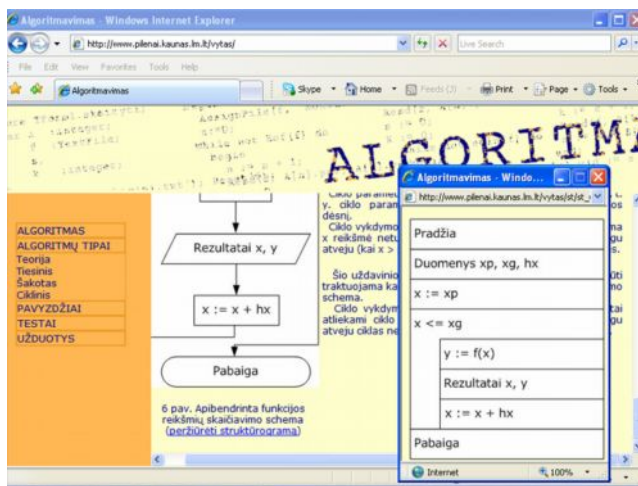 Algoritmavimas - Windows Internet Explorer
http://www.pilenai.kaunas.lm.lt/vytas/
Live Search
File Edit View Favorites Tools Help
Algoritmavimas
Skype Home Feeds (J) Print Page Tools
ALGORITMA
ALGORITMAS
ALGORITMŲ TIPAI
Teorija
Tiesinis
Šakotas
Ciklinis
PAVYZDŽIAI
TESTAI
UŽDUOTYS
Rezultatai x, y
x := x + hx
Pabaiga
6 pav. Apibendrinta funkcijos
reikšmių skaičiavimo schema
(peržiūrėti struktūrogramą)
Ciklo
y. ciklo param
dėsnį.
Ciklo vykdymo
x reikšmė netu
atveju (kai x >
Šio uždavinio
traktuojama ka
schema.
Ciklo vykdym
atliekami ciklo
atveju ciklas ne
Algoritmavimas - Windo...
http://www.pilenai.kaunas.lm.lt/vytas/st/st_
Pradžia
Duomenys xp, xg, hx
x := xp
x <= xg
y := f(x)
Rezultatai x, y
x := x + hx
Pabaiga
Internet 100%